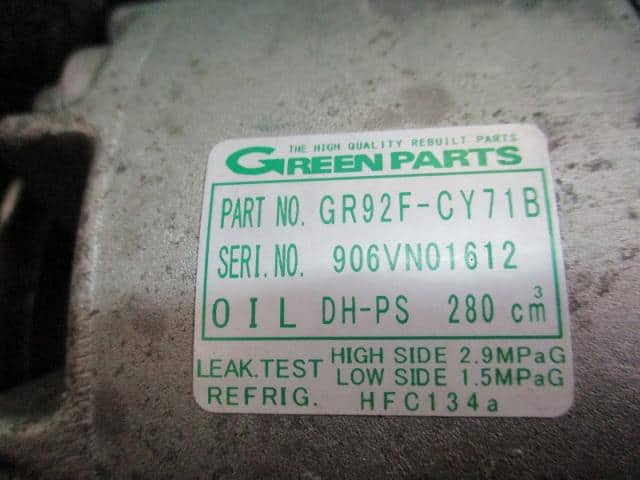 THE HIGH QUALITY REBUILT PARTS
GREEN PARTS
PART NO. GR92F-CY71B
SERI. NO. 906VN01612
OIL DH-PS 280 cm³
LEAK. TEST HIGH SIDE 2.9MPaG
LOW SIDE 1.5MPaG
REFRIG. HFC134a